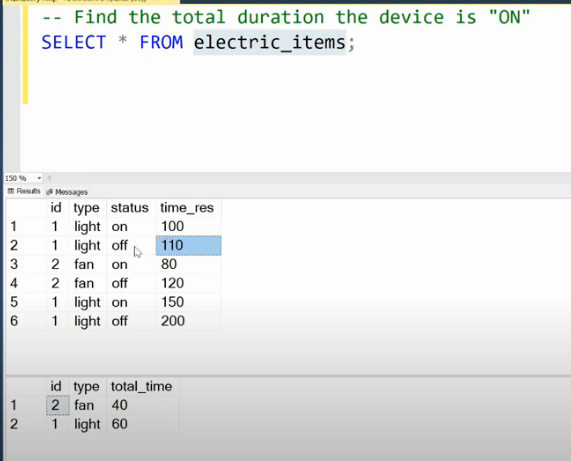 -- Find the total duration the device is "ON"
SELECT * FROM electric_items;
150 %
Results Messages
id type status time_res
1 1 light on 100
2 1 light off 110
3 2 fan on 80
4 2 fan off 120
5 1 light on 150
6 1 light off 200
id type total_time
1 2 fan 40
2 1 light 60